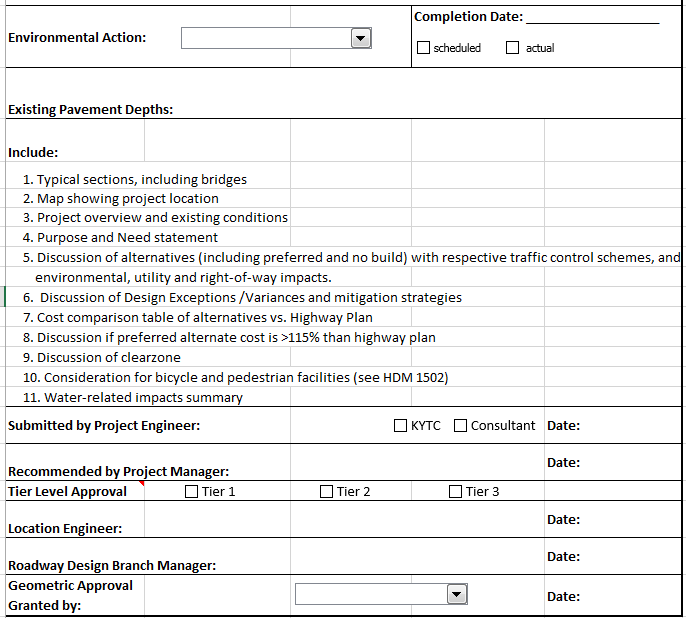 Completion Date: ____________________
Environmental Action:
scheduled actual
Existing Pavement Depths:
Include:
1. Typical sections, including bridges
2. Map showing project location
3. Project overview and existing conditions
4. Purpose and Need statement
5. Discussion of alternatives (including preferred and no build) with respective traffic control schemes, and
environmental, utility and right-of-way impacts.
6.  Discussion of Design Exceptions /Variances and mitigation strategies
7. Cost comparison table of alternatives vs. Highway Plan
8. Discussion if preferred alternate cost is >115% than highway plan
9. Discussion of clearzone
10. Consideration for bicycle and pedestrian facilities (see HDM 1502)
11. Water-related impacts summary
Submitted by Project Engineer: KYTC Consultant Date:
Date:
Recommended by Project Manager:
Tier Level Approval Tier 1 Tier 2 Tier 3
Date:
Location Engineer:
Date:
Roadway Design Branch Manager:
Geometric Approval
Granted by:
Date: